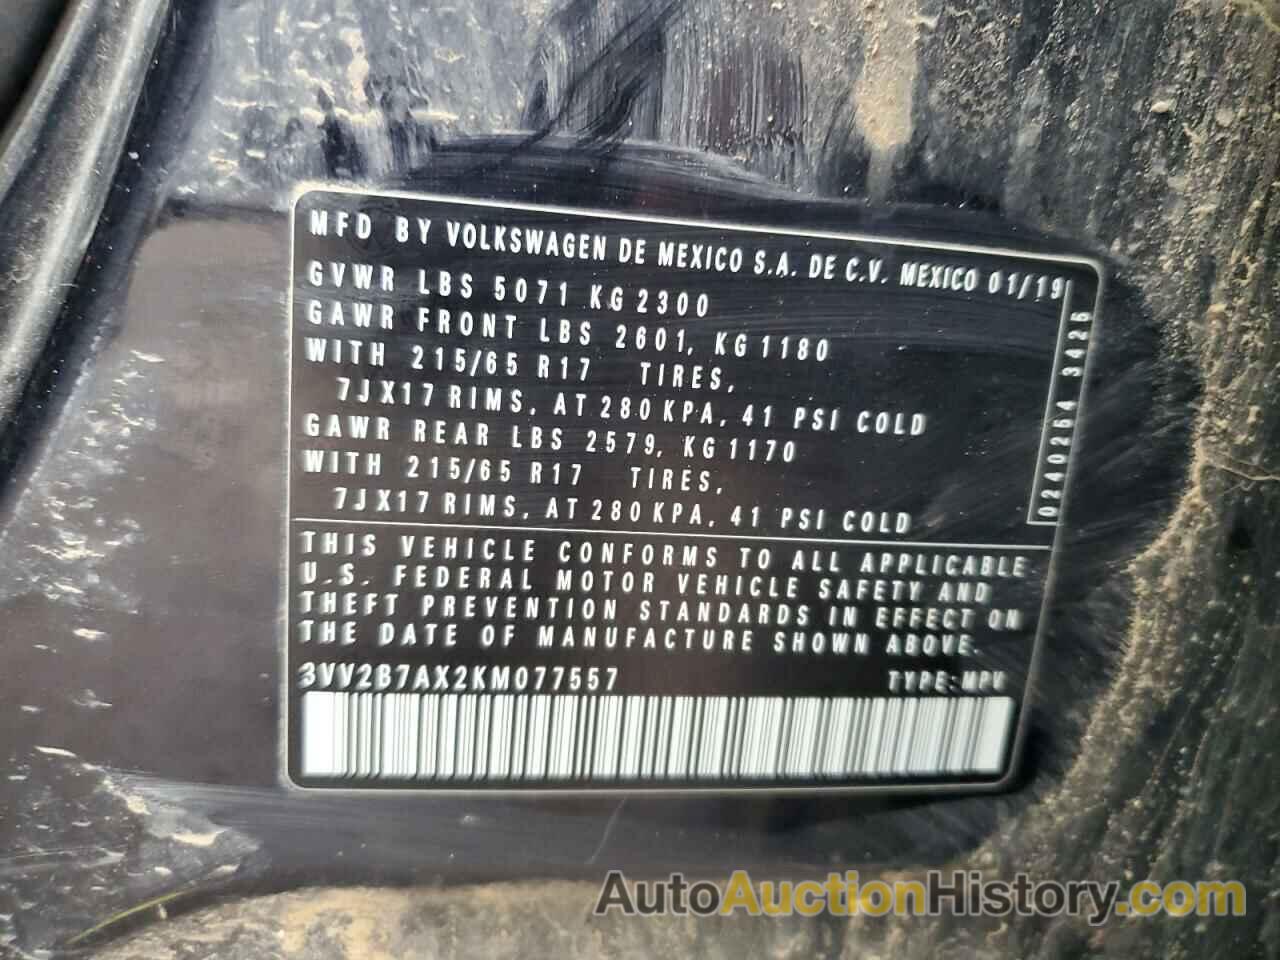 MFD BY VOLKSWAGEN DE MEXICO S.A. DE C.V. MEXICO 01/19
GVWR LBS 5071 KG 2300
GAWR FRONT LBS 2601, KG 1180
WITH 215/65 R17 TIRES,
7JX17 RIMS, AT 280 KPA, 41 PSI COLD
GAWR REAR LBS 2579, KG 1170
WITH 215/65 R17 TIRES,
7JX17 RIMS, AT 280 KPA, 41 PSI COLD
0240254 3425
THIS VEHICLE CONFORMS TO ALL APPLICABLE
U.S. FEDERAL MOTOR VEHICLE SAFETY AND
THEFT PREVENTION STANDARDS IN EFFECT ON
THE DATE OF MANUFACTURE SHOWN ABOVE.
3VV2B7AX2KM077557 TYPE: MPV
AutoAuctionHistory.com